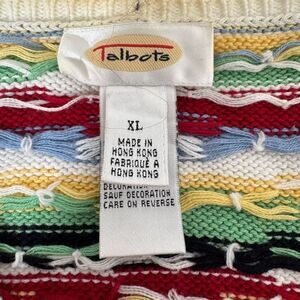 Talbots
XL
MADE IN
HONG KONG
FABRIQUÉ À
HONG KONG
DECORATION
SAUF DECORATION
CARE ON REVERSE